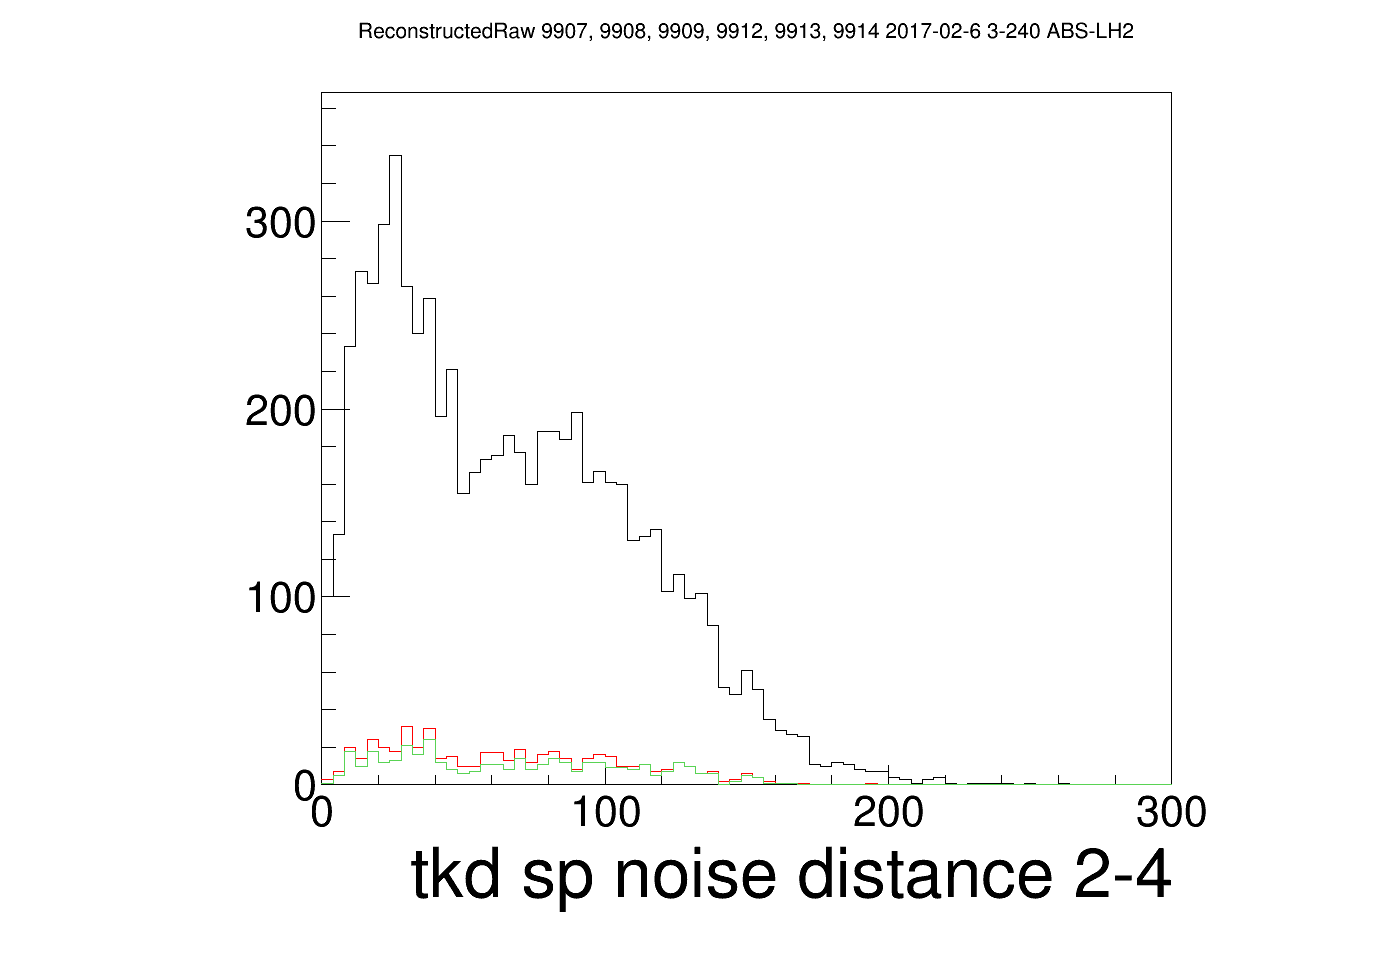 ReconstructedRaw 9907, 9908, 9909, 9912, 9913, 9914 2017-02-6 3-240 ABS-LH2
300
200
100
0
0 100 200 300
tkd sp noise distance 2-4